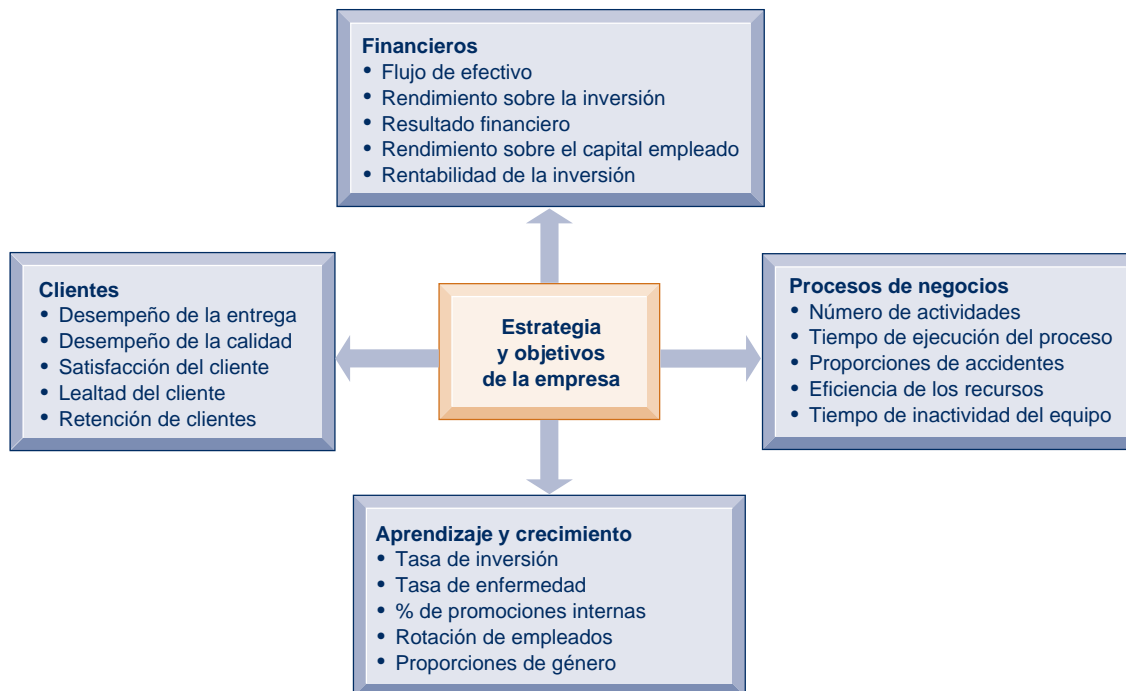 Financieros
• Flujo de efectivo
• Rendimiento sobre la inversión
• Resultado financiero
• Rendimiento sobre el capital empleado
• Rentabilidad de la inversión
Clientes
• Desempeño de la entrega
• Desempeño de la calidad
• Satisfacción del cliente
• Lealtad del cliente
• Retención de clientes
Estrategia
y objetivos
de la empresa
Procesos de negocios
• Número de actividades
• Tiempo de ejecución del proceso
• Proporciones de accidentes
• Eficiencia de los recursos
• Tiempo de inactividad del equipo
Aprendizaje y crecimiento
• Tasa de inversión
• Tasa de enfermedad
• % de promociones internas
• Rotación de empleados
• Proporciones de género